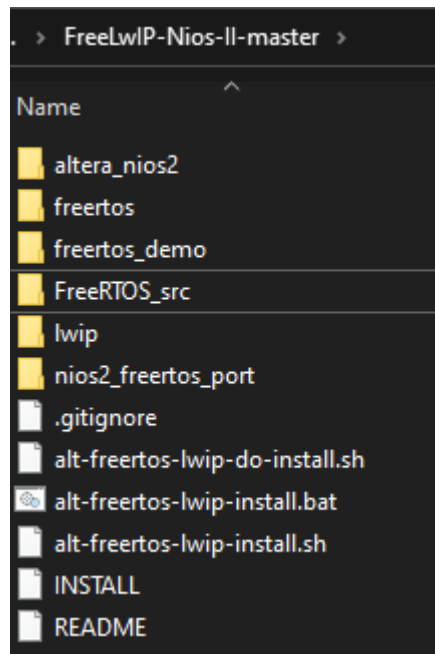 . > FreeLwIP-Nios-II-master >
Name
altera_nios2
freertos
freertos_demo
FreeRTOS_src
lwip
nios2_freertos_port
.gitignore
alt-freertos-lwip-do-install.sh
alt-freertos-lwip-install.bat
alt-freertos-lwip-install.sh
INSTALL
README